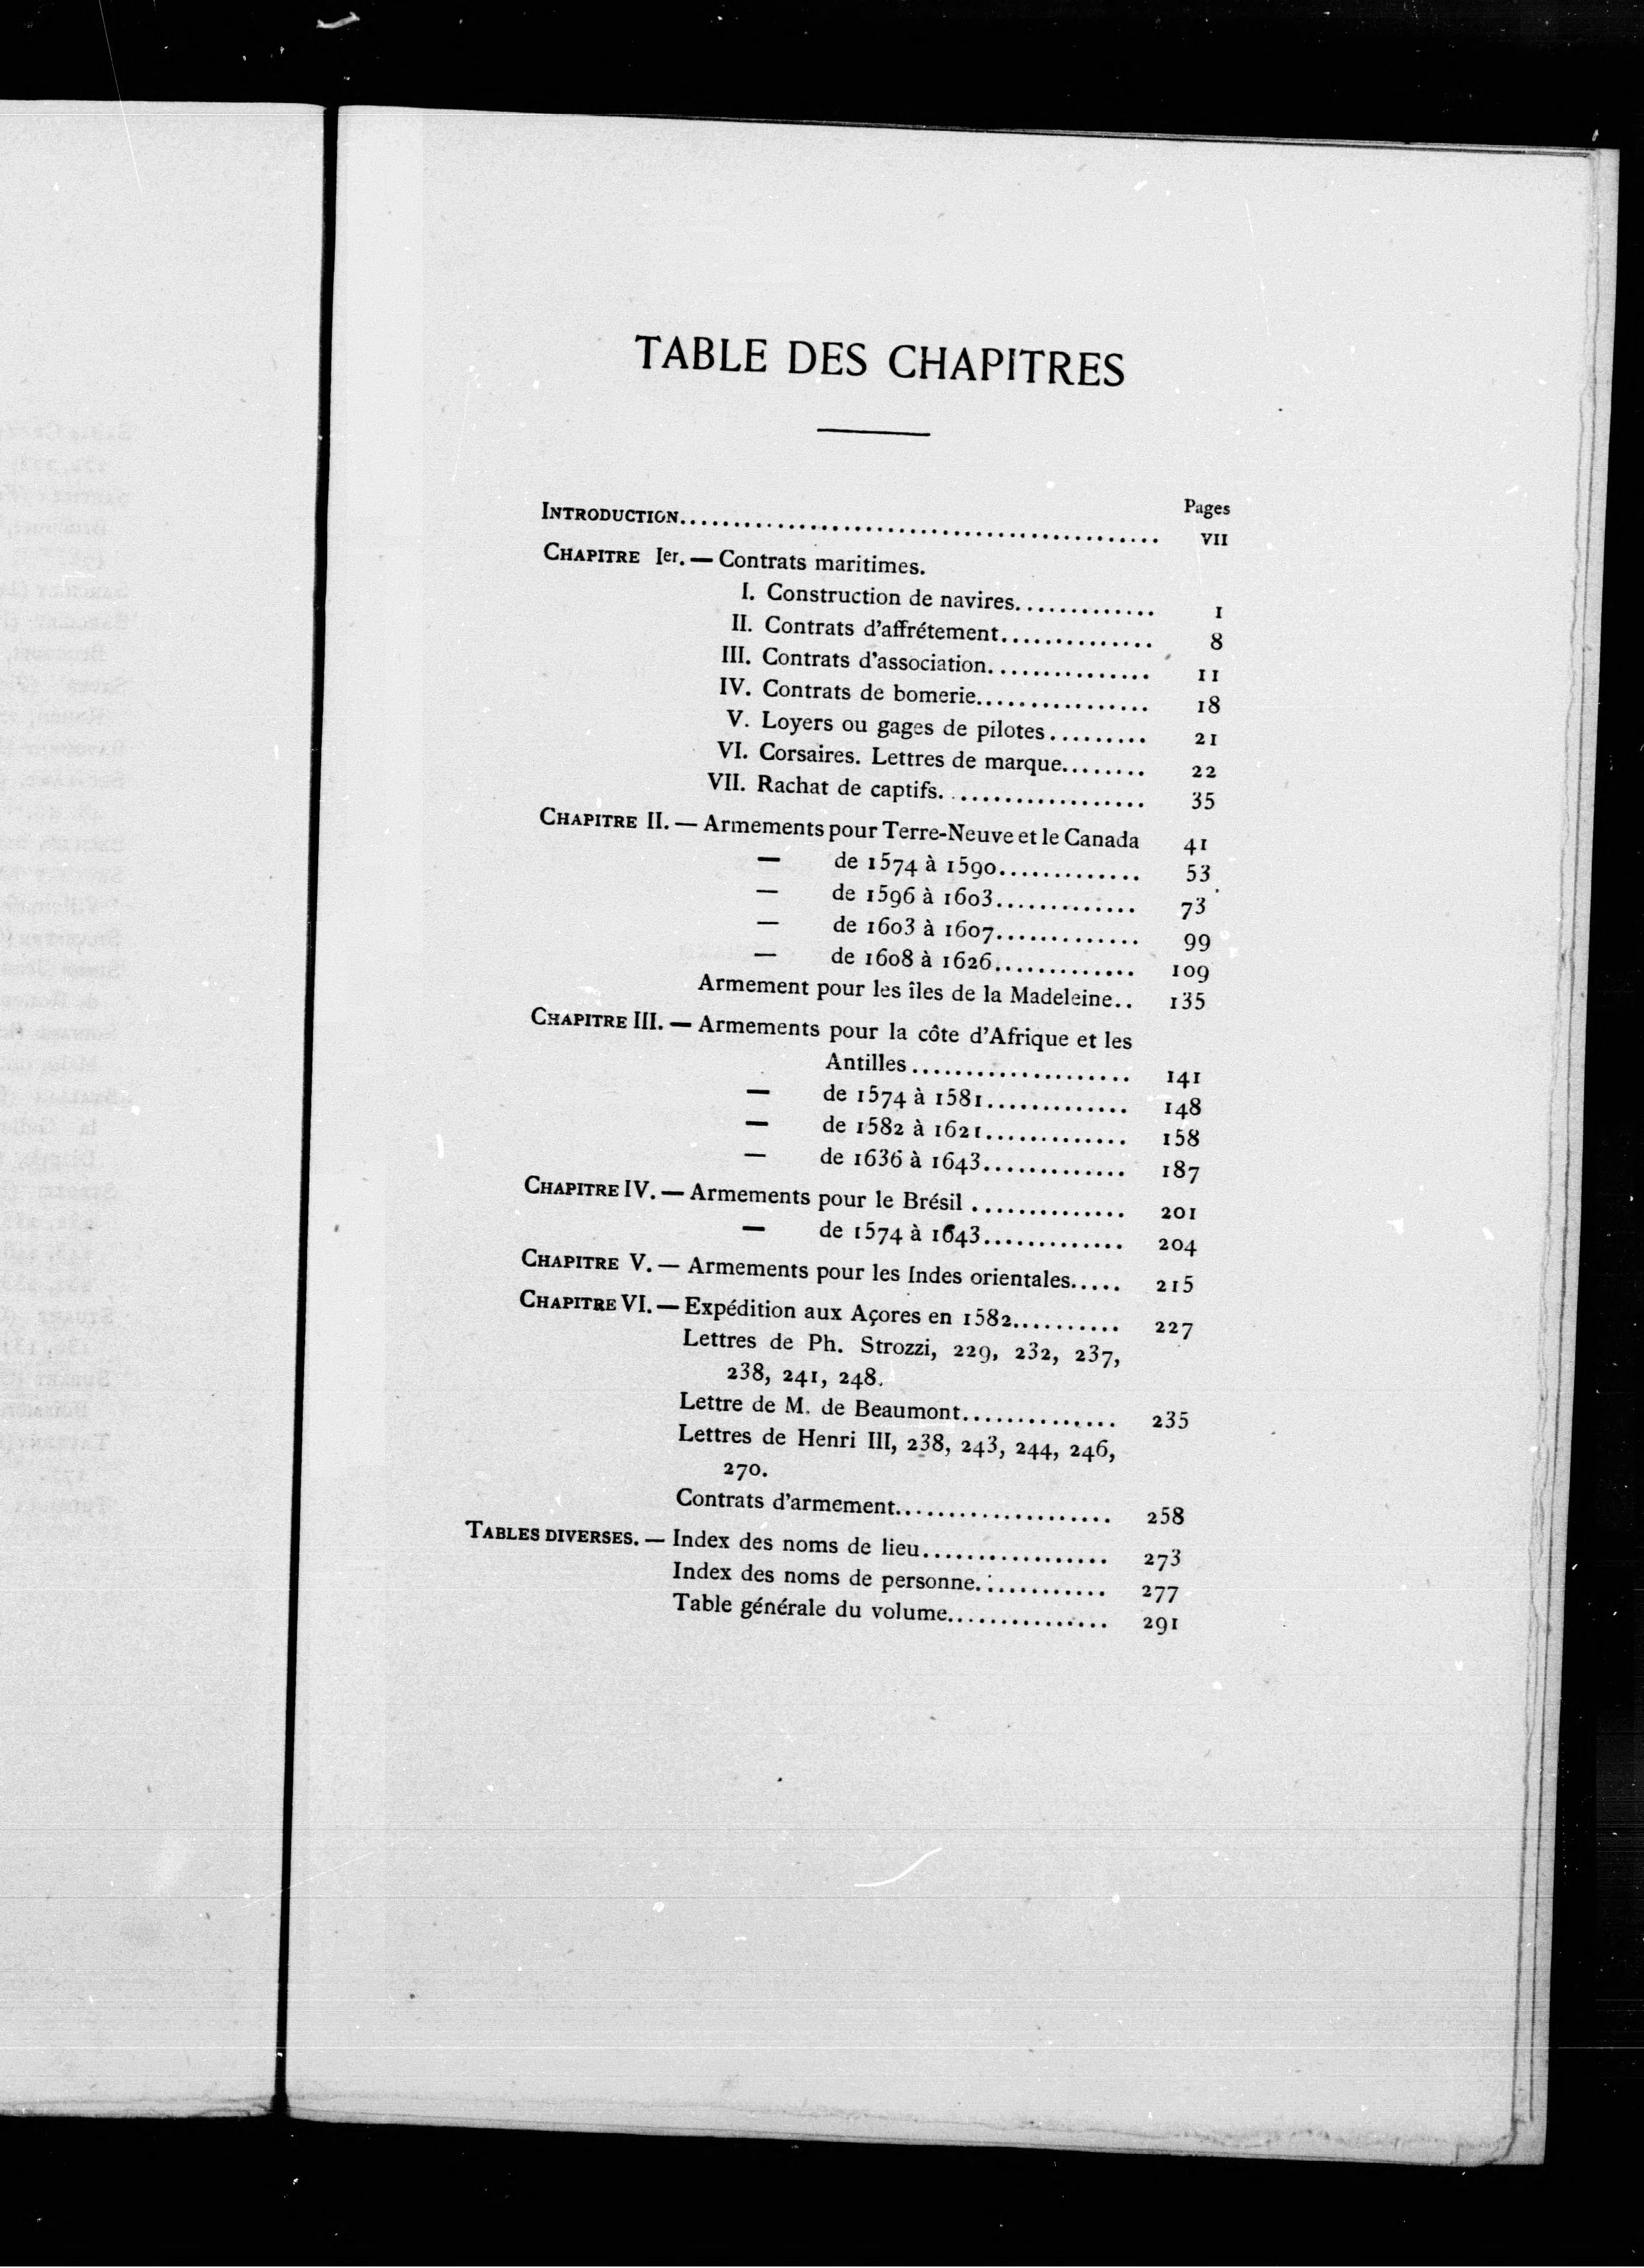 TABLE DES CHAPITRES
Pages
INTRODUCTION............................................ VII
CHAPITRE Ier. — Contrats maritimes.
I. Construction de navires............. 1
II. Contrats d'affrétement.............. 8
III. Contrats d'association............... 11
IV. Contrats de bomerie................ 18
V. Loyers ou gages de pilotes......... 21
VI. Corsaires. Lettres de marque........ 22
VII. Rachat de captifs................... 35
CHAPITRE II. — Armements pour Terre-Neuve et le Canada 41
— de 1574 à 1590............. 53
— de 1596 à 1603............. 73
— de 1603 à 1607............. 99
— de 1608 à 1626............. 109
Armement pour les îles de la Madeleine.. 135
CHAPITRE III. — Armements pour la côte d'Afrique et les
Antilles..................... 141
— de 1574 à 1581............. 148
— de 1582 à 1621............. 158
— de 1636 à 1643............. 187
CHAPITRE IV. — Armements pour le Brésil .............. 201
— de 1574 à 1643............. 204
CHAPITRE V. — Armements pour les Indes orientales..... 215
CHAPITRE VI. — Expédition aux Açores en 1582.......... 227
Lettres de Ph. Strozzi, 229, 232, 237,
238, 241, 248.
Lettre de M. de Beaumont.............. 235
Lettres de Henri III, 238, 243, 244, 246,
270.
Contrats d'armement.................... 258
TABLES DIVERSES. — Index des noms de lieu................. 273
Index des noms de personne............ 277
Table générale du volume............... 291